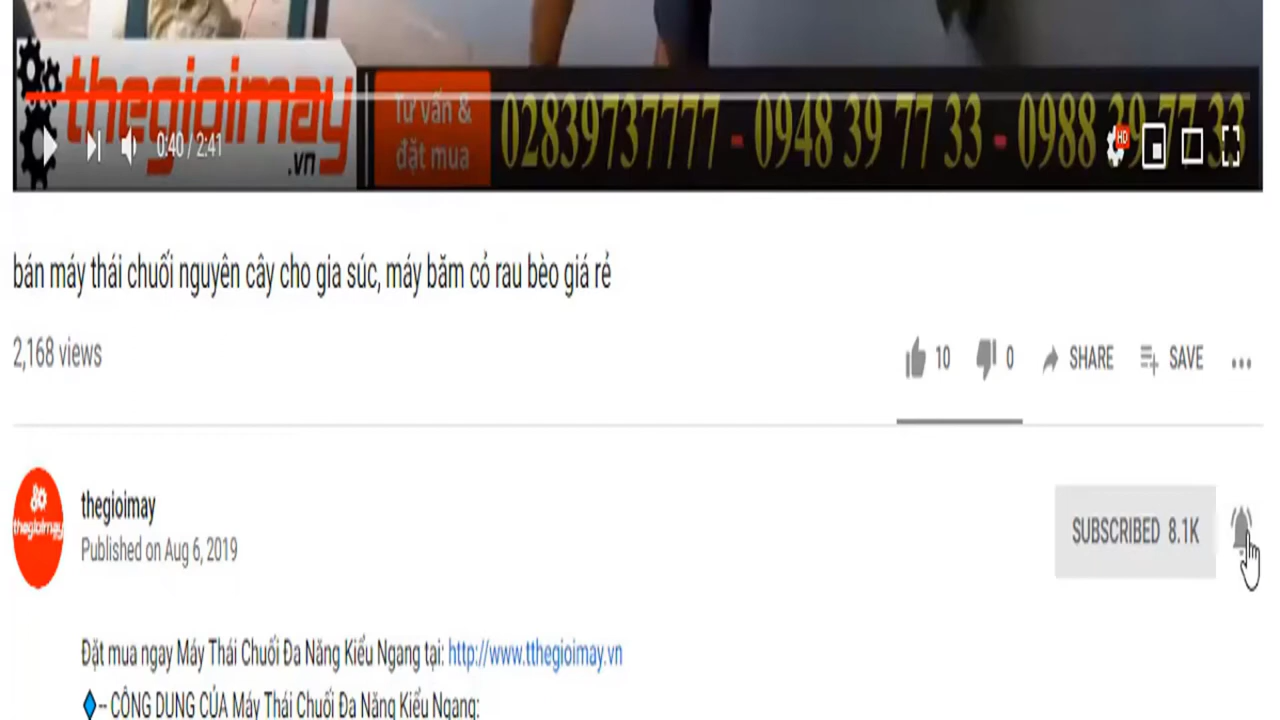 thegioimay
.vn
Tư vấn &
đặt mua
02839737777 - 0948 39 77 33 - 0988 39 77 33
HD
0:40 / 2:41
bán máy thái chuối nguyên cây cho gia súc, máy băm cỏ rau bèo giá rẻ
2,168 views
10 0 SHARE SAVE
thegioimay
thegioimay
Published on Aug 6, 2019
SUBSCRIBED 8.1K
Đặt mua ngay Máy Thái Chuối Đa Năng Kiểu Ngang tại: http://www.tthegioimay.vn
-- CÔNG DỤNG CỦA Máy Thái Chuối Đa Năng Kiểu Ngang: